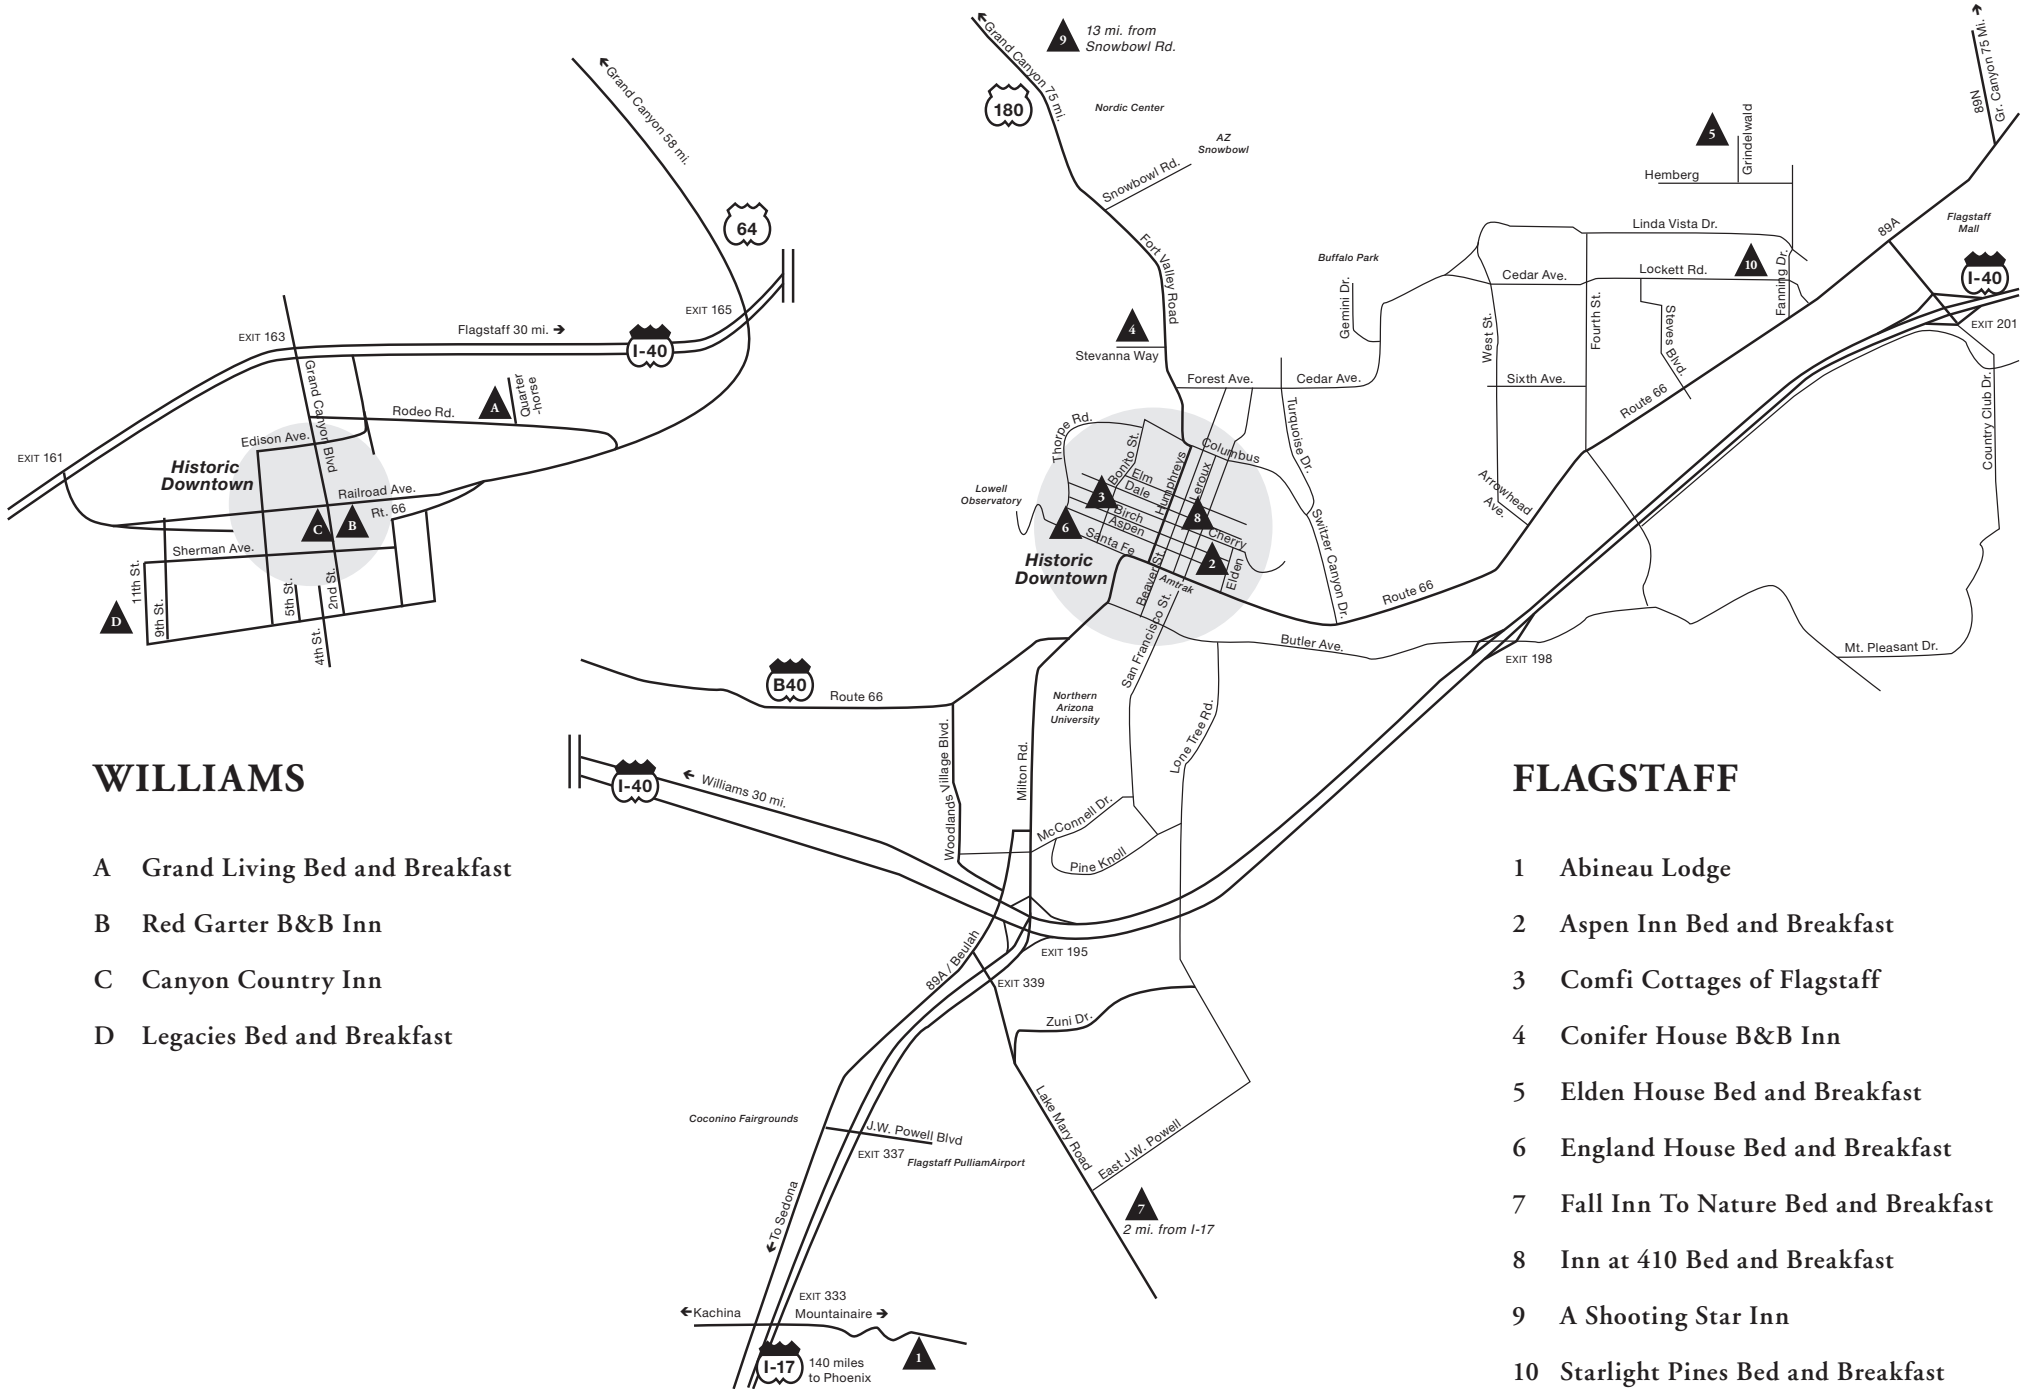 Grand Canyon 58 mi.
64
EXIT 165
EXIT 163
Flagstaff 30 mi.
I-40
Grand Canyon Blvd
Quarter
-horse
A
Rodeo Rd.
Edison Ave.
EXIT 161
Historic
Downtown
Railroad Ave.
Rt. 66
C
B
Sherman Ave.
11th St.
9th St.
5th St.
2nd St.
4th St.
D
Grand Canyon 75 mi.
9
13 mi. from
Snowbowl Rd.
180
Nordic Center
AZ
Snowbowl
Snowbowl Rd.
Fort Valley Road
4
Stevanna Way
Forest Ave.
Cedar Ave.
Buffalo Park
Gemini Dr.
5
Grindelwald
Hemberg
Linda Vista Dr.
10
Cedar Ave.
Lockett Rd.
Fanning Dr.
West St.
Fourth St.
Steves Blvd.
Sixth Ave.
Route 66
Arrowhead
Ave.
89N
Gr. Canyon 75 Mi.
89A
Flagstaff
Mall
I-40
EXIT 201
Country Club Dr.
Thorpe Rd.
Bonito St.
Humphreys
Leroux
Columbus
Turquoise Dr.
Switzer Canyon Dr.
Lowell
Observatory
Elm
Dale
3
Birch
Aspen
8
Cherry
6
Santa Fe
2
Elden
Historic
Downtown
Beaver St.
Amtrak
San Francisco St.
Route 66
Butler Ave.
EXIT 198
Mt. Pleasant Dr.
B40
Route 66
Northern
Arizona
University
Lone Tree Rd.
Woodlands Village Blvd.
Milton Rd.
I-40
Williams 30 mi.
McConnell Dr.
Pine Knoll
89A / Beulah
EXIT 195
EXIT 339
Zuni Dr.
Lake Mary Road
Coconino Fairgrounds
J.W. Powell Blvd
EXIT 337
Flagstaff PulliamAirport
East J.W. Powell
7
2 mi. from I-17
To Sedona
EXIT 333
Kachina
Mountainaire
I-17
140 miles
to Phoenix
1
WILLIAMS
A Grand Living Bed and Breakfast
B Red Garter B&B Inn
C Canyon Country Inn
D Legacies Bed and Breakfast
FLAGSTAFF
1 Abineau Lodge
2 Aspen Inn Bed and Breakfast
3 Comfi Cottages of Flagstaff
4 Conifer House B&B Inn
5 Elden House Bed and Breakfast
6 England House Bed and Breakfast
7 Fall Inn To Nature Bed and Breakfast
8 Inn at 410 Bed and Breakfast
9 A Shooting Star Inn
10 Starlight Pines Bed and Breakfast